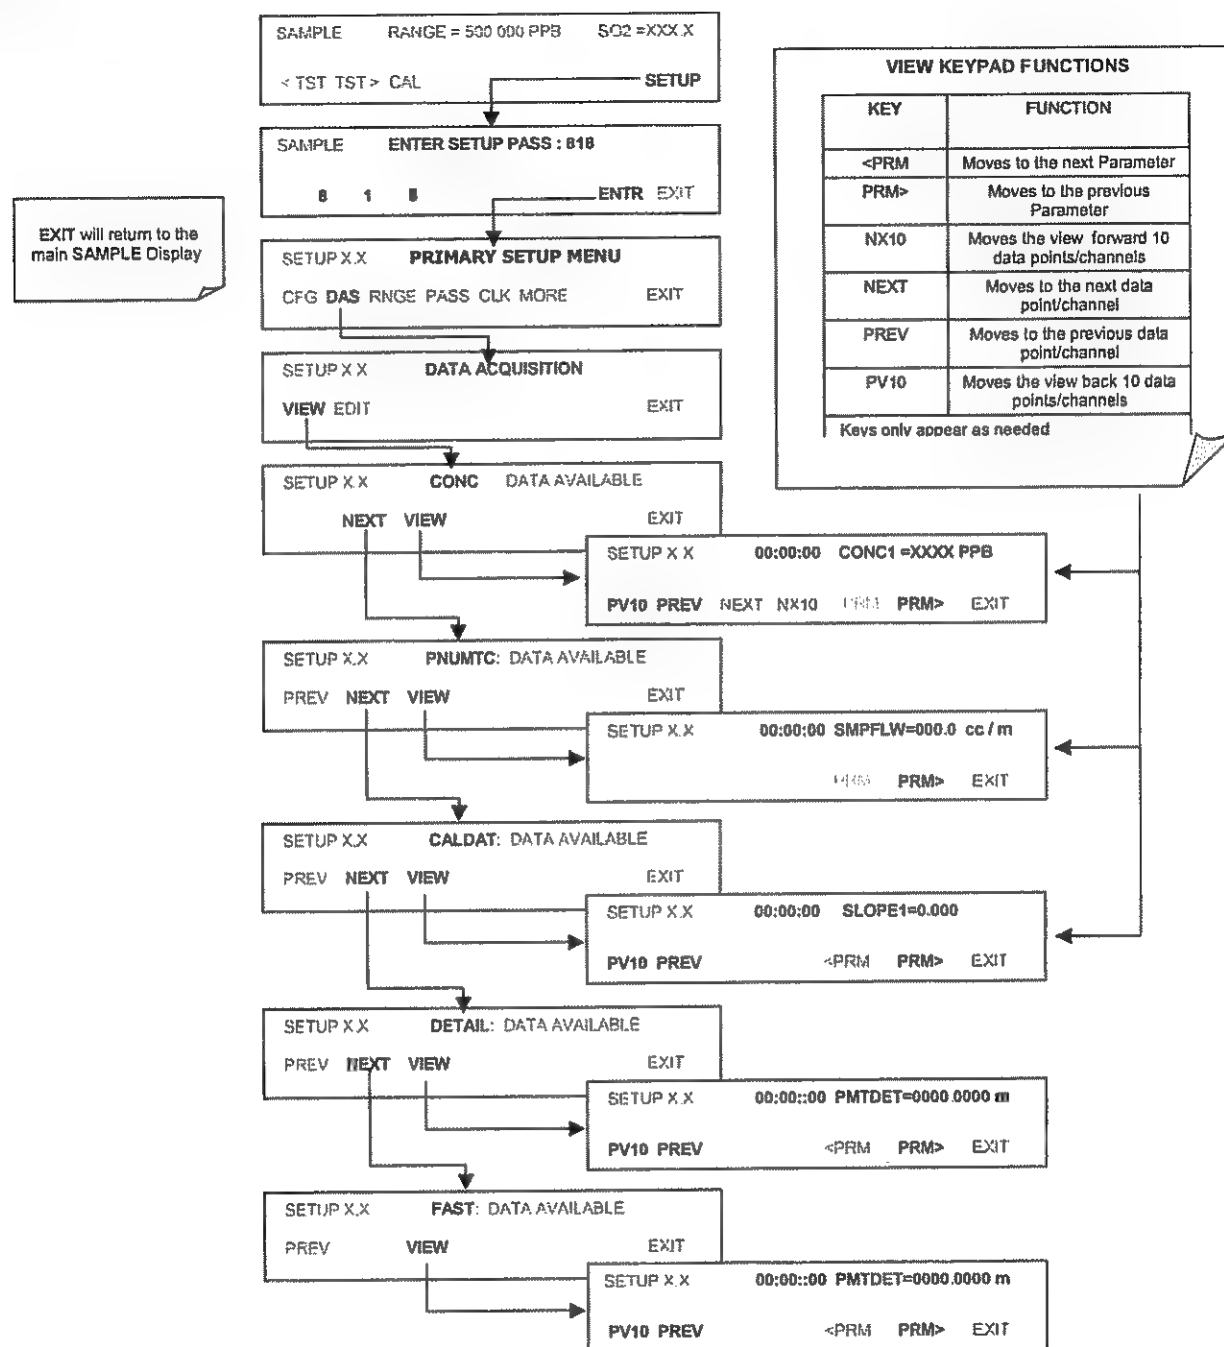 SAMPLE RANGE = 500 000 PPB SO2 =XXX.X
< TST TST > CAL SETUP
SAMPLE ENTER SETUP PASS : 818
8 1 8
ENTR EXIT
EXIT will return to the
main SAMPLE Display
SETUP X.X PRIMARY SETUP MENU
CFG DAS RNGE PASS CLK MORE EXIT
SETUP X X DATA ACQUISITION
VIEW EDIT EXIT
SETUP X X CONC DATA AVAILABLE
NEXT VIEW EXIT
SETUP X X 00:00:00 CONC1 =XXXX PPB
PV10 PREV NEXT NX10 PRM PRM> EXIT
SETUP X.X PNUMTC: DATA AVAILABLE
PREV NEXT VIEW EXIT
SETUP X.X 00:00:00 SMPFLW=000.0 cc / m
PRM PRM> EXIT
SETUP X.X CALDAT: DATA AVAILABLE
PREV NEXT VIEW EXIT
SETUP X.X 00:00:00 SLOPE1=0.000
PV10 PREV <PRM PRM> EXIT
SETUP X.X DETAIL: DATA AVAILABLE
PREV NEXT VIEW EXIT
SETUP X.X 00:00::00 PMTDET=0000.0000 m
PV10 PREV <PRM PRM> EXIT
SETUP X.X FAST: DATA AVAILABLE
PREV VIEW EXIT
SETUP X.X 00:00::00 PMTDET=0000.0000 m
PV10 PREV <PRM PRM> EXIT
VIEW KEYPAD FUNCTIONS
KEY FUNCTION
<PRM Moves to the next Parameter
PRM> Moves to the previous
Parameter
NX10 Moves the view forward 10
data points/channels
NEXT Moves to the next data
point/channel
PREV Moves to the previous data
point/channel
PV10 Moves the view back 10 data
points/channels
Keys only appear as needed